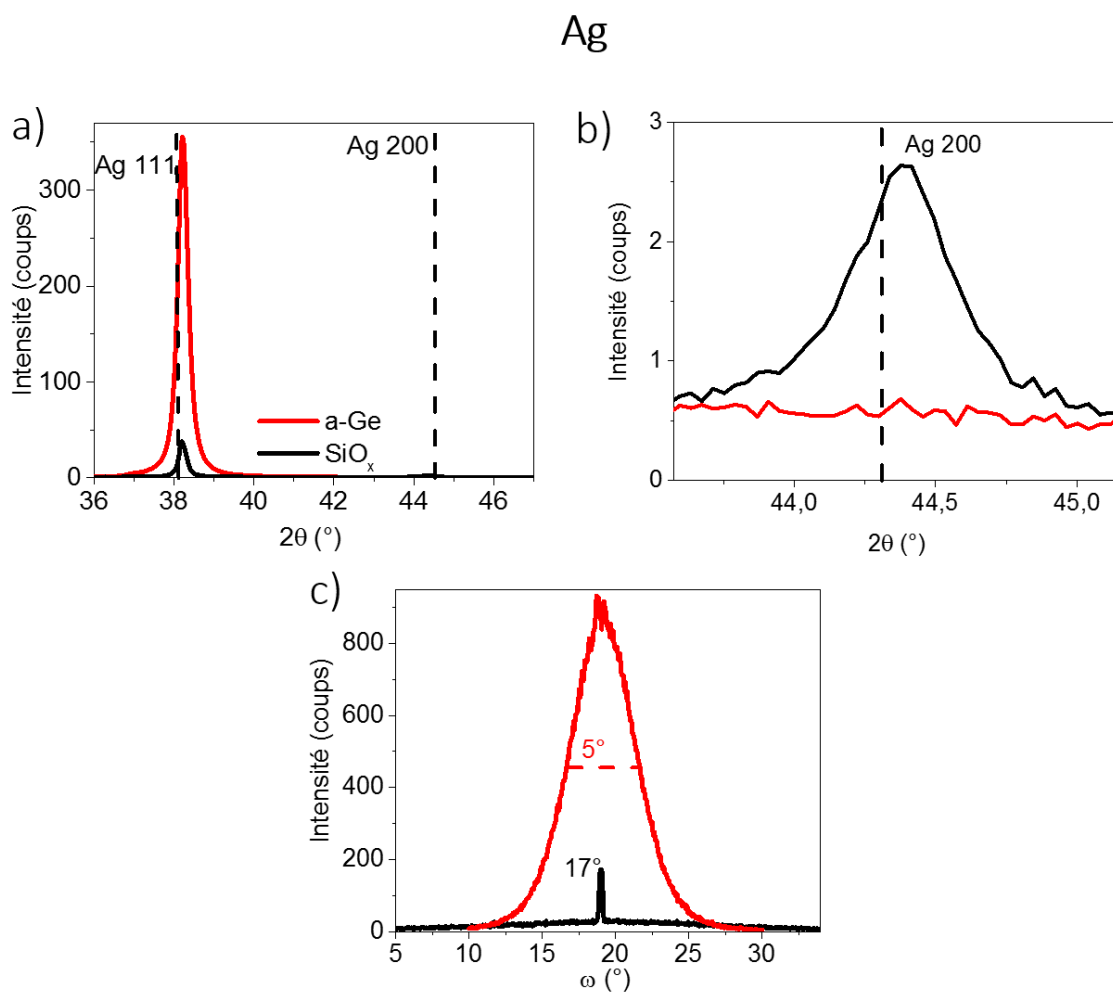 Ag
a)
Ag 111
Ag 200
Intensité (coups)
300
200
100
0
a-Ge
SiOx
36 38 40 42 44 46
2θ (°)
b)
Ag 200
Intensité (coups)
3
2
1
0
44,0 44,5 45,0
2θ (°)
c)
Intensité (coups)
800
600
400
200
0
5°
17°
5 10 15 20 25 30
ω (°)